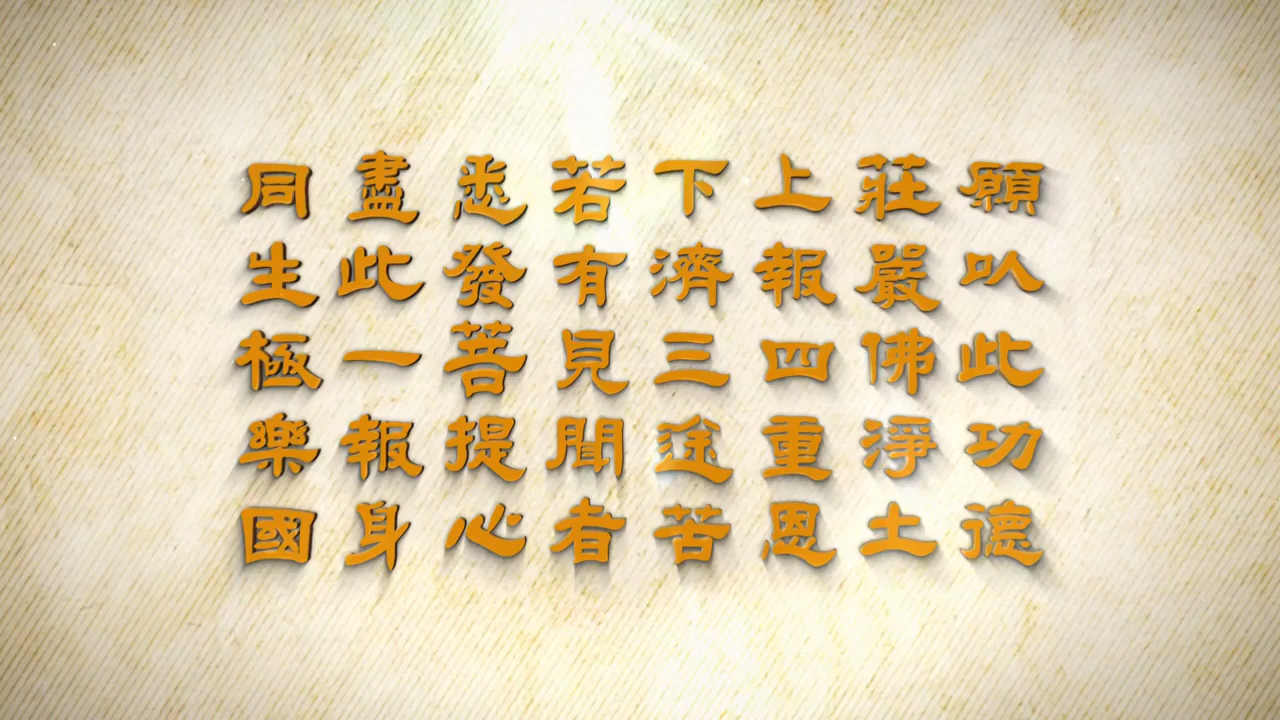 願以此功德
莊嚴佛淨土
上報四重恩
下濟三途苦
若有見聞者
悉發菩提心
盡此一報身
同生極樂國